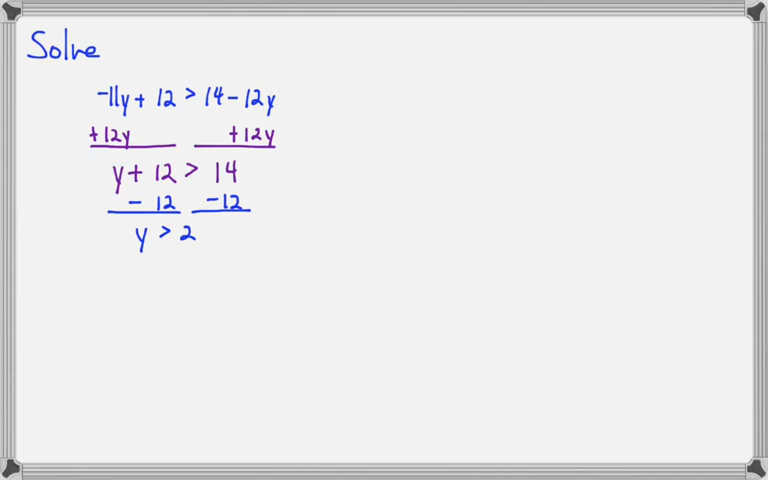 Solve
-11y + 12 > 14 - 12y
+12y +12y
y + 12 > 14
- 12 -12
y > 2